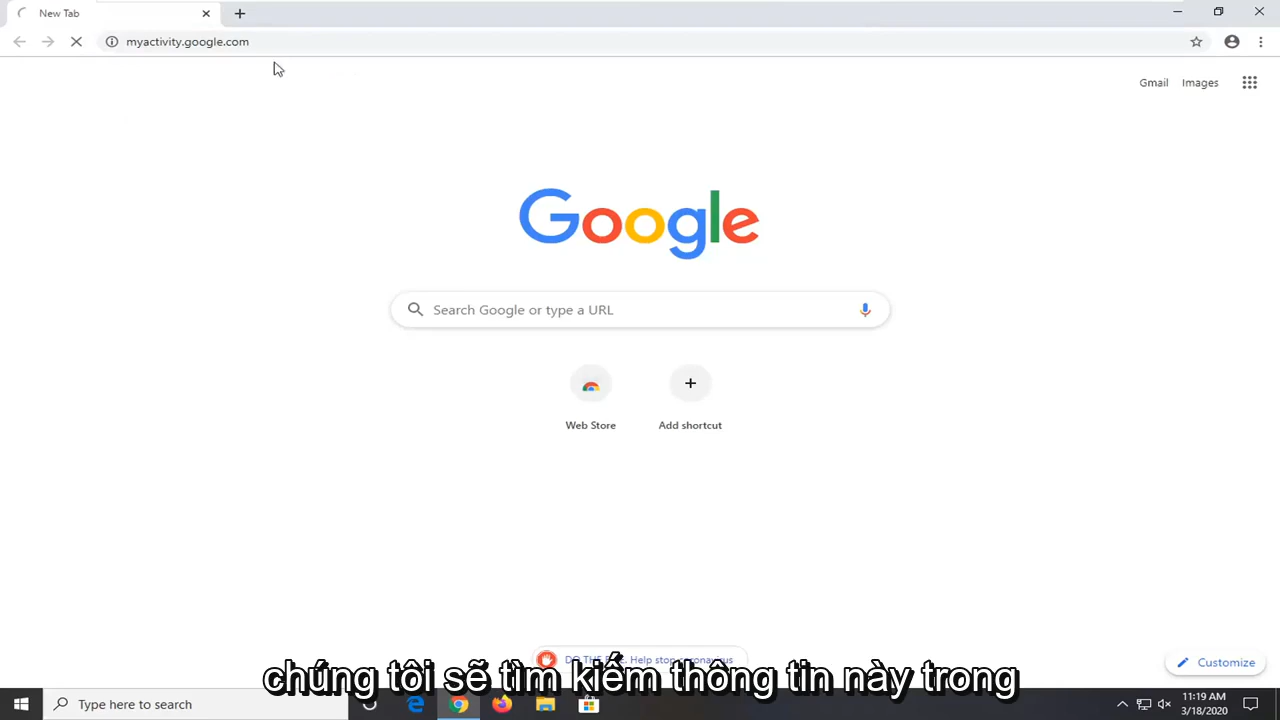 New Tab
myactivity.google.com
Gmail Images
Google
Search Google or type a URL
Web Store Add shortcut
DO THE Help stop coronavirus
Customize
chúng tôi sẽ tìm kiếm thông tin này trong
Type here to search
11:19 AM
3/18/2020